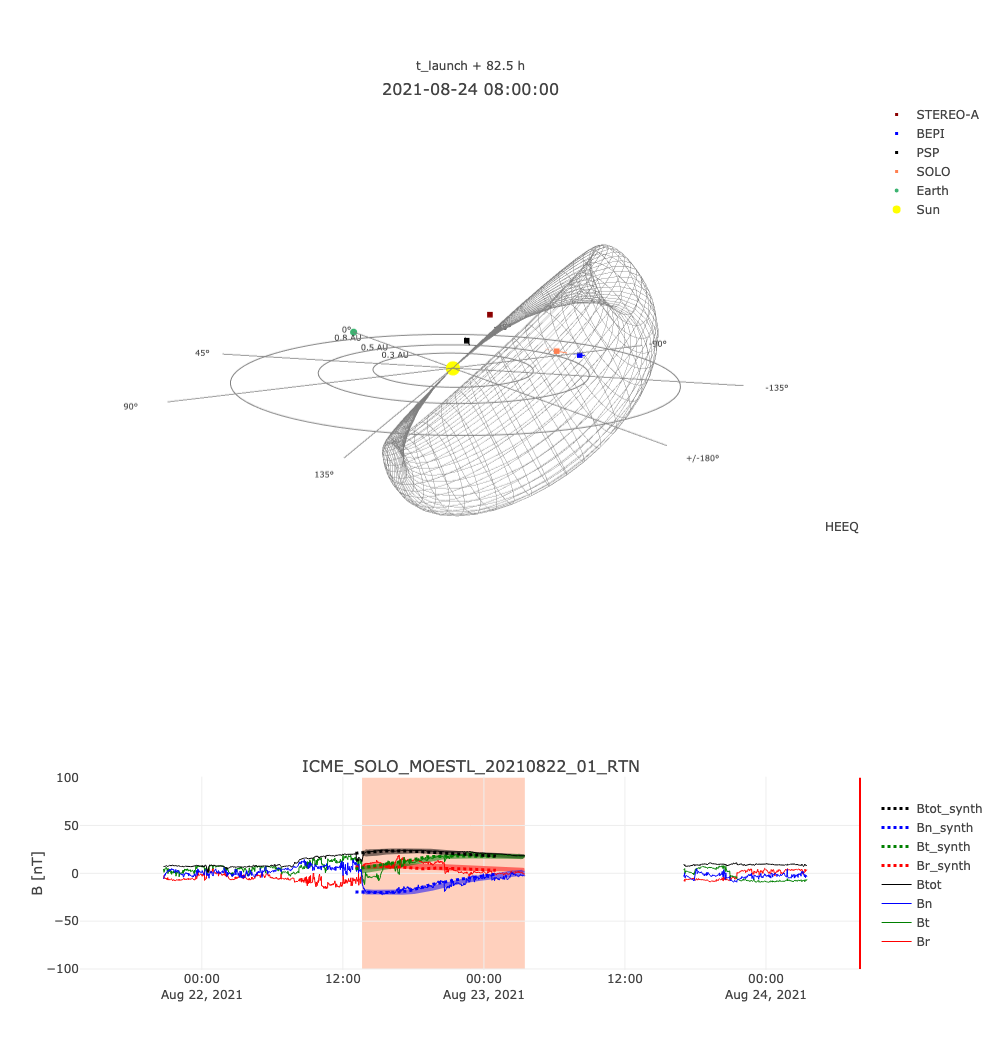 t_launch + 82.5 h
2021-08-24 08:00:00
STEREO-A
BEPI
PSP
SOLO
Earth
Sun
0°
0.8 AU
0.5 AU
0.3 AU
45°
-90°
-135°
90°
+/-180°
135°
HEEQ
ICME_SOLO_MOESTL_20210822_01_RTN
B [nT]
100
50
0
−50
−100
00:00
Aug 22, 2021
12:00
00:00
Aug 23, 2021
12:00
00:00
Aug 24, 2021
Btot_synth
Bn_synth
Bt_synth
Br_synth
Btot
Bn
Bt
Br